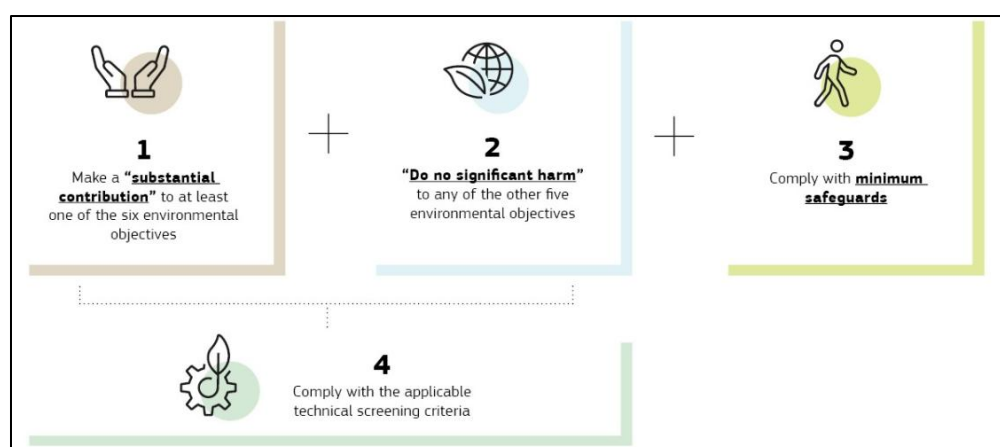 1
Make a “substantial
contribution” to at least
one of the six environmental
objectives
2
“Do no significant harm”
to any of the other five
environmental objectives
3
Comply with minimum
safeguards
4
Comply with the applicable
technical screening criteria